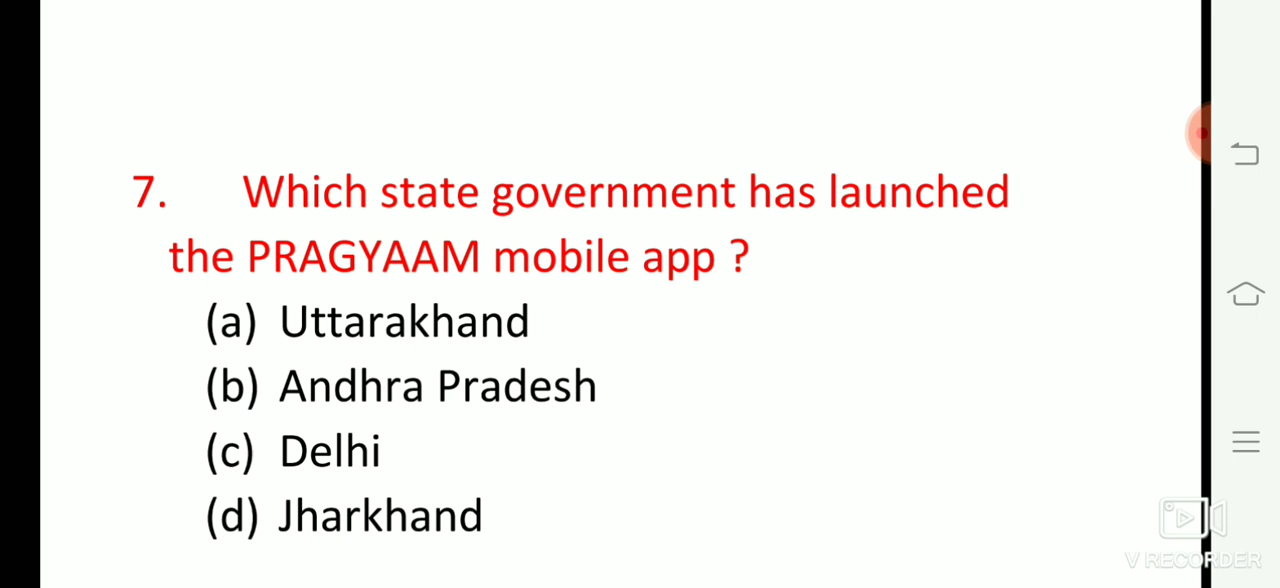 7. Which state government has launched
the PRAGYAAM mobile app ?
(a) Uttarakhand
(b) Andhra Pradesh
(c) Delhi
(d) Jharkhand
V RECORDER